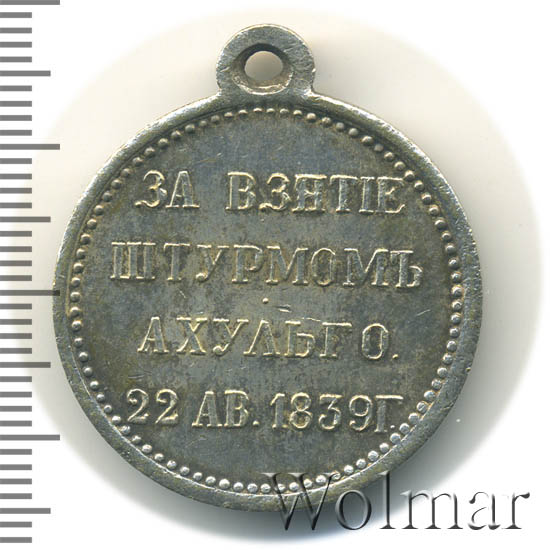 ЗА ВЗЯТІЕ
ШТУРМОМЪ
АХУЛЬГО.
22 АВ. 1839Г.
Wolmar